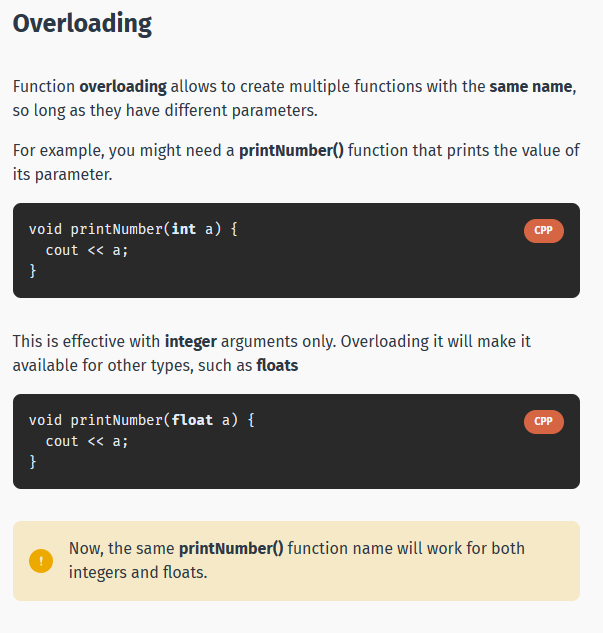 Overloading
Function overloading allows to create multiple functions with the same name,
so long as they have different parameters.
For example, you might need a printNumber() function that prints the value of
its parameter.
void printNumber(int a) {
CPP
  cout << a;
}
This is effective with integer arguments only. Overloading it will make it
available for other types, such as floats
void printNumber(float a) {
CPP
  cout << a;
}
!
Now, the same printNumber() function name will work for both
integers and floats.